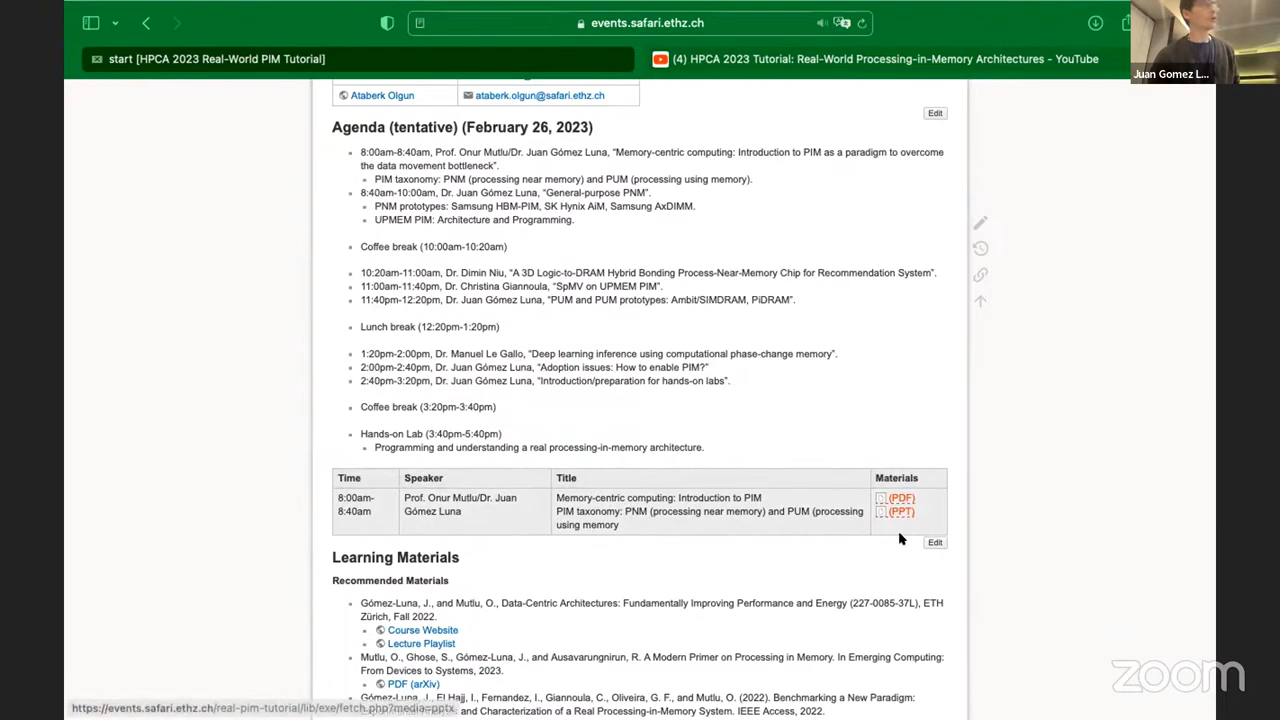 events.safari.ethz.ch
start [HPCA 2023 Real-World PIM Tutorial]
(4) HPCA 2023 Tutorial: Real-World Processing-in-Memory Architectures - YouTube
Juan Gomez L...
Ataberk Olgun
ataberk.olgun@safari.ethz.ch
Edit
Agenda (tentative) (February 26, 2023)
8:00am-8:40am, Prof. Onur Mutlu/Dr. Juan Gómez Luna, “Memory-centric computing: Introduction to PIM as a paradigm to overcome
the data movement bottleneck”.
PIM taxonomy: PNM (processing near memory) and PUM (processing using memory).
8:40am-10:00am, Dr. Juan Gómez Luna, “General-purpose PNM”.
PNM prototypes: Samsung HBM-PIM, SK Hynix AiM, Samsung AxDIMM.
UPMEM PIM: Architecture and Programming.
Coffee break (10:00am-10:20am)
10:20am-11:00am, Dr. Dimin Niu, “A 3D Logic-to-DRAM Hybrid Bonding Process-Near-Memory Chip for Recommendation System”.
11:00am-11:40pm, Dr. Christina Giannoula, “SpMV on UPMEM PIM”.
11:40pm-12:20pm, Dr. Juan Gómez Luna, “PUM and PUM prototypes: Ambit/SIMDRAM, PiDRAM”.
Lunch break (12:20pm-1:20pm)
1:20pm-2:00pm, Dr. Manuel Le Gallo, “Deep learning inference using computational phase-change memory”.
2:00pm-2:40pm, Dr. Juan Gómez Luna, “Adoption issues: How to enable PIM?”
2:40pm-3:20pm, Dr. Juan Gómez Luna, “Introduction/preparation for hands-on labs”.
Coffee break (3:20pm-3:40pm)
Hands-on Lab (3:40pm-5:40pm)
Programming and understanding a real processing-in-memory architecture.
Time Speaker Title Materials
8:00am- Prof. Onur Mutlu/Dr. Juan Memory-centric computing: Introduction to PIM (PDF)
8:40am Gómez Luna PIM taxonomy: PNM (processing near memory) and PUM (processing (PPT)
using memory
Edit
Learning Materials
Recommended Materials
Gómez-Luna, J., and Mutlu, O., Data-Centric Architectures: Fundamentally Improving Performance and Energy (227-0085-37L), ETH
Zürich, Fall 2022.
Course Website
Lecture Playlist
Mutlu, O., Ghose, S., Gómez-Luna, J., and Ausavarungnirun, R. A Modern Primer on Processing in Memory. In Emerging Computing:
From Devices to Systems, 2023.
PDF (arXiv)
Gómez-Luna, J., El Hajj, I., Fernandez, I., Giannoula, C., Oliveira, G. F., and Mutlu, O. (2022). Benchmarking a New Paradigm:
https://events.safari.ethz.ch/real-pim-tutorial/lib/exe/fetch.php?media=pptx
and Characterization of a Real Processing-in-Memory System. IEEE Access, 2022.
zoom